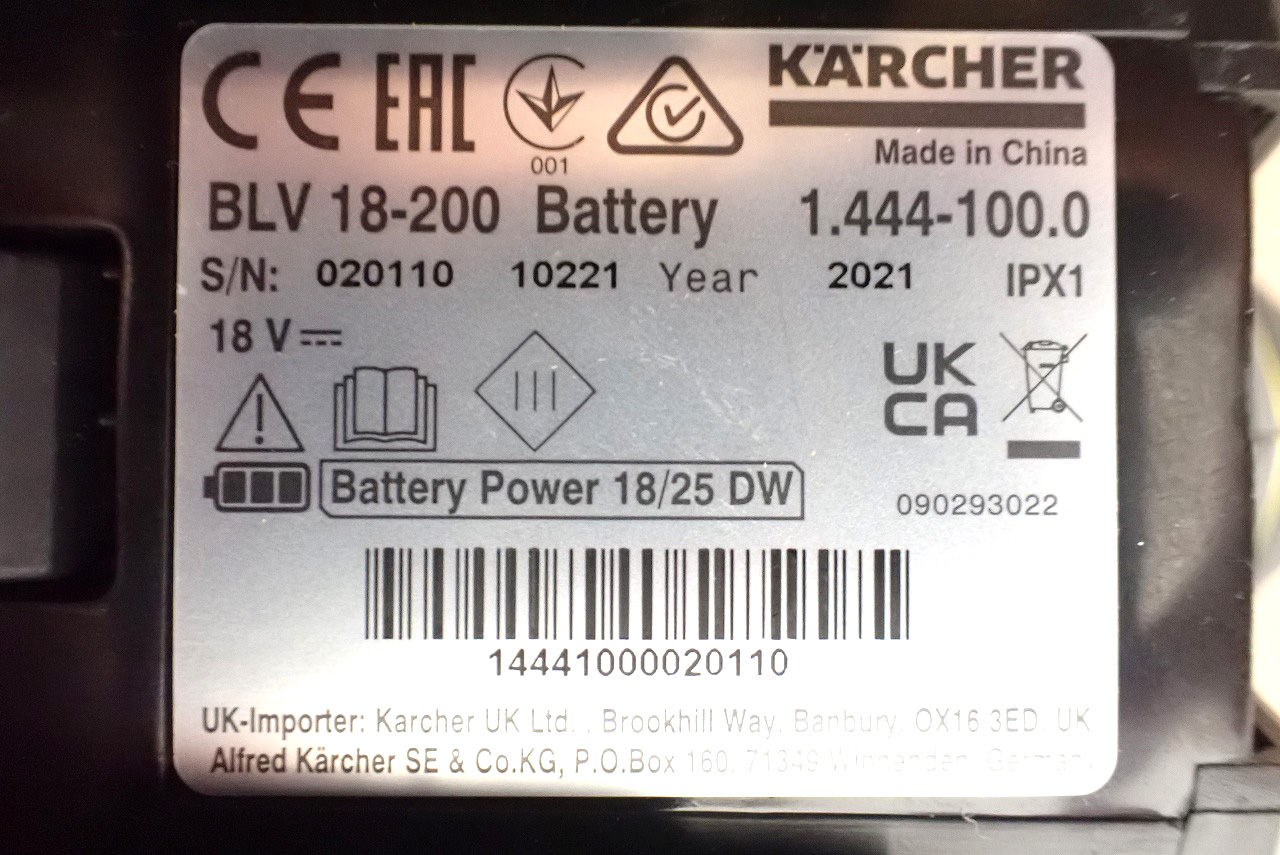 CE EAC 001 KÄRCHER
Made in China
BLV 18-200 Battery 1.444-100.0
S/N: 020110 10221 Year 2021 IPX1
18 V
UK
CA
Battery Power 18/25 DW
090293022
14441000020110
UK-Importer: Karcher UK Ltd. , Brookhill Way, Banbury, OX16 3ED, UK
Alfred Kärcher SE & Co.KG, P.O.Box 160, 71349 Winnenden, Germany